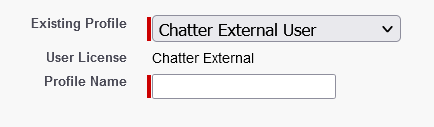 Existing Profile Chatter External User
User License Chatter External
Profile Name